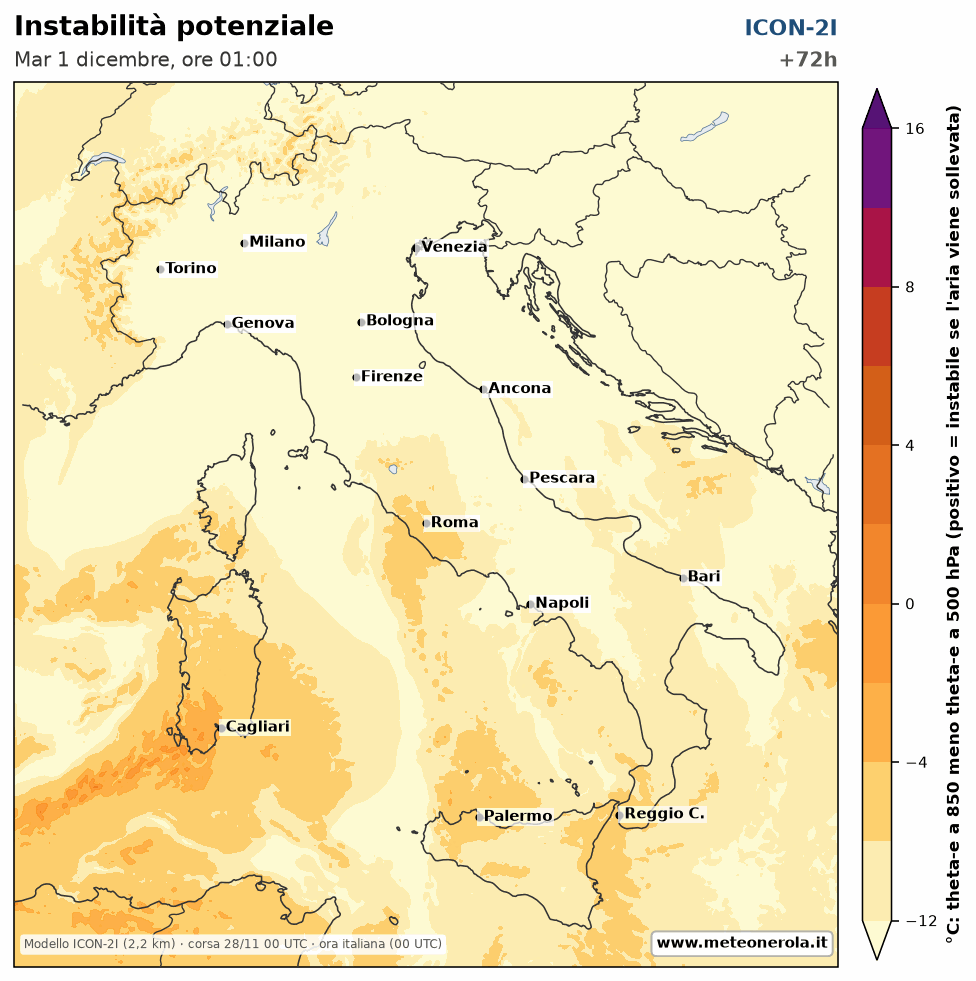 Instabilità potenziale
ICON-2I
Mar 1 dicembre, ore 01:00
+72h
Milano
Venezia
Torino
Genova
Bologna
Firenze
Ancona
Pescara
Roma
Bari
Napoli
Cagliari
Palermo
Reggio C.
Modello ICON-2I (2,2 km) · corsa 28/11 00 UTC · ora italiana (00 UTC)
www.meteonerola.it
16
8
4
0
−4
−12
°C: theta-e a 850 meno theta-e a 500 hPa (positivo = instabile se l'aria viene sollevata)